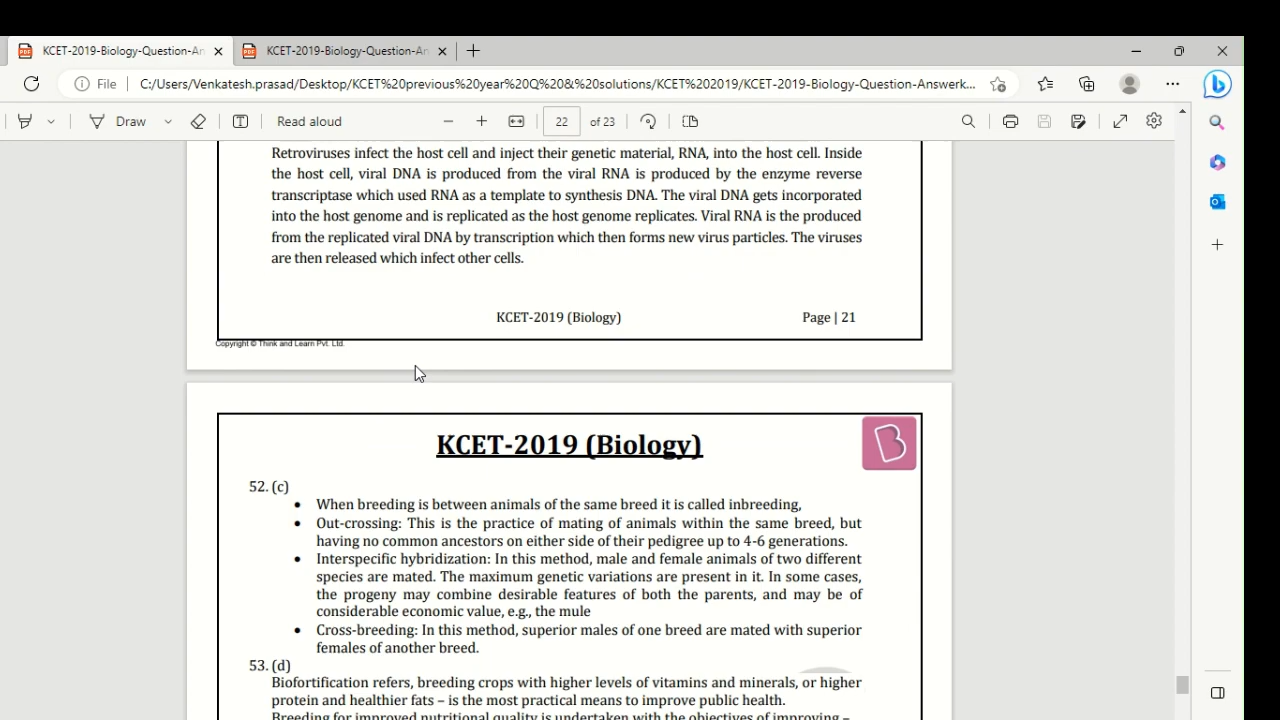 KCET-2019-Biology-Question-An
KCET-2019-Biology-Question-An
File C:/Users/Venkatesh.prasad/Desktop/KCET%20previous%20year%20Q%20&%20solutions/KCET%202019/KCET-2019-Biology-Question-Answerk...
Draw Read aloud 22 of 23
Retroviruses infect the host cell and inject their genetic material, RNA, into the host cell. Inside
the host cell, viral DNA is produced from the viral RNA is produced by the enzyme reverse
transcriptase which used RNA as a template to synthesis DNA. The viral DNA gets incorporated
into the host genome and is replicated as the host genome replicates. Viral RNA is the produced
from the replicated viral DNA by transcription which then forms new virus particles. The viruses
are then released which infect other cells.
KCET-2019 (Biology) Page | 21
Copyright © Think and Learn Pvt. Ltd.
KCET-2019 (Biology)
52. (c)
• When breeding is between animals of the same breed it is called inbreeding,
• Out-crossing: This is the practice of mating of animals within the same breed, but
having no common ancestors on either side of their pedigree up to 4-6 generations.
• Interspecific hybridization: In this method, male and female animals of two different
species are mated. The maximum genetic variations are present in it. In some cases,
the progeny may combine desirable features of both the parents, and may be of
considerable economic value, e.g., the mule
• Cross-breeding: In this method, superior males of one breed are mated with superior
females of another breed.
53. (d)
Biofortification refers, breeding crops with higher levels of vitamins and minerals, or higher
protein and healthier fats – is the most practical means to improve public health.
Breeding for improved nutritional quality is undertaken with the objectives of improving –